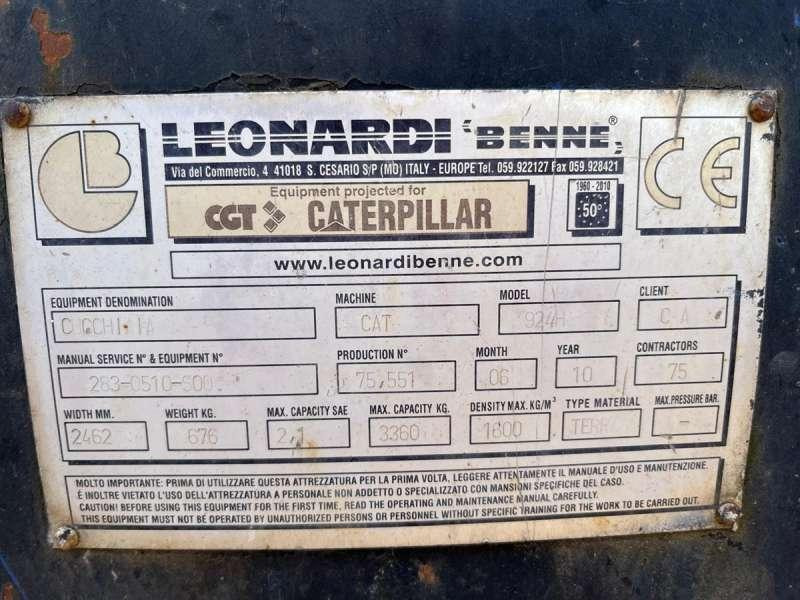 LEONARDI "BENNE" ®
Via del Commercio, 4 41018 S. CESARIO S/P (MO) ITALY - EUROPE Tel. 059.922127 Fax 059.928421
Equipment projected for
CGT CATERPILLAR
1960 - 2010
50°
CE
www.leonardibenne.com
EQUIPMENT DENOMINATION MACHINE MODEL CLIENT
CAT 924H
MANUAL SERVICE N° & EQUIPMENT N° PRODUCTION N° MONTH YEAR CONTRACTORS
75,551 06 10 75
WIDTH MM. WEIGHT KG. MAX. CAPACITY SAE MAX. CAPACITY KG. DENSITY MAX. KG/M³ TYPE MATERIAL MAX. PRESSURE BAR.
2462 676 2,1 3360 1600 -
MOLTO IMPORTANTE: PRIMA DI UTILIZZARE QUESTA ATTREZZATURA PER LA PRIMA VOLTA, LEGGERE ATTENTAMENTE IL MANUALE D'USO E MANUTENZIONE.
È INOLTRE VIETATO L'USO DELL'ATTREZZATURA A PERSONALE NON ADDETTO O SPECIALIZZATO CON MANSIONI SPECIFICHE DEL CASO.
CAUTION! BEFORE USING THIS EQUIPMENT FOR THE FIRST TIME, READ THE OPERATING AND MAINTENANCE MANUAL CAREFULLY.
THIS EQUIPMENT MUST NOT BE OPERATED BY UNAUTHORIZED PERSONS OR PERSONNEL WITHOUT SPECIFIC TRAINING FOR THE WORK TO BE CARRIED OUT.